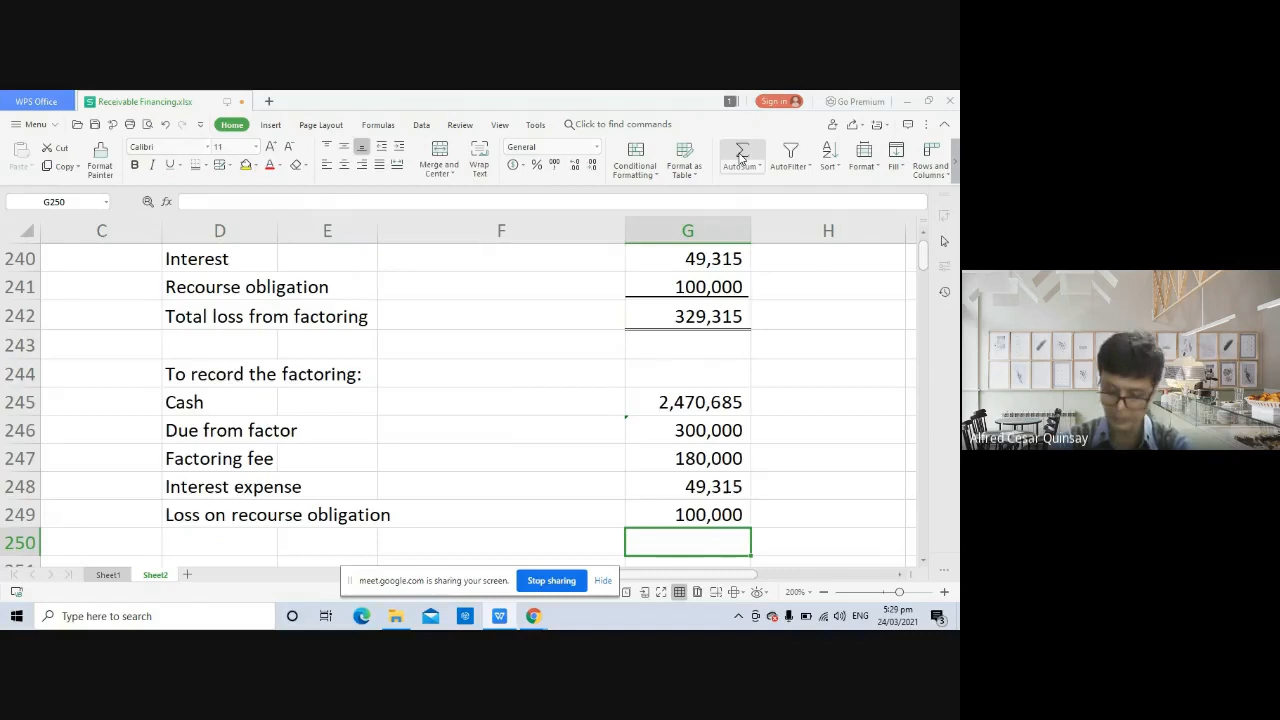 WPS Office Receivable Financing.xlsx 1 Sign in Go Premium
Menu Home Insert Page Layout Formulas Data Review View Tools Click to find commands
Paste Cut Copy Format Painter Calibri 11 Merge and Center Wrap Text General Conditional Formatting Format as Table AutoSum AutoFilter Sort Format Fill Rows and Columns
G250 fx
C D E F G H
240 Interest 49,315
241 Recourse obligation 100,000
242 Total loss from factoring 329,315
243
244 To record the factoring:
245 Cash 2,470,685
246 Due from factor 300,000
247 Factoring fee 180,000
248 Interest expense 49,315
249 Loss on recourse obligation 100,000
250
Sheet1 Sheet2
meet.google.com is sharing your screen. Stop sharing Hide
200%
Type here to search ENG 5:29 pm
24/03/2021 3
Alfred Cesar Quinsay